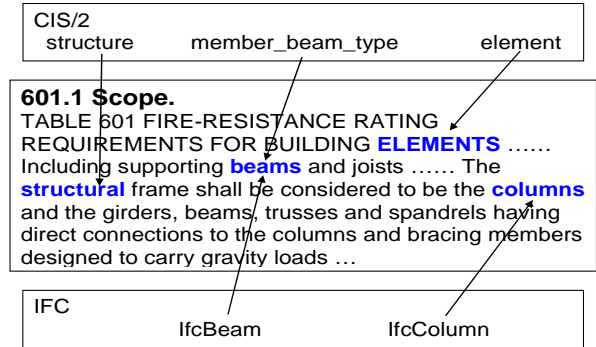 CIS/2
structure member_beam_type element
601.1 Scope.
TABLE 601 FIRE-RESISTANCE RATING
REQUIREMENTS FOR BUILDING ELEMENTS ……
Including supporting beams and joists …… The
structural frame shall be considered to be the columns
and the girders, beams, trusses and spandrels having
direct connections to the columns and bracing members
designed to carry gravity loads …
IFC
IfcBeam IfcColumn